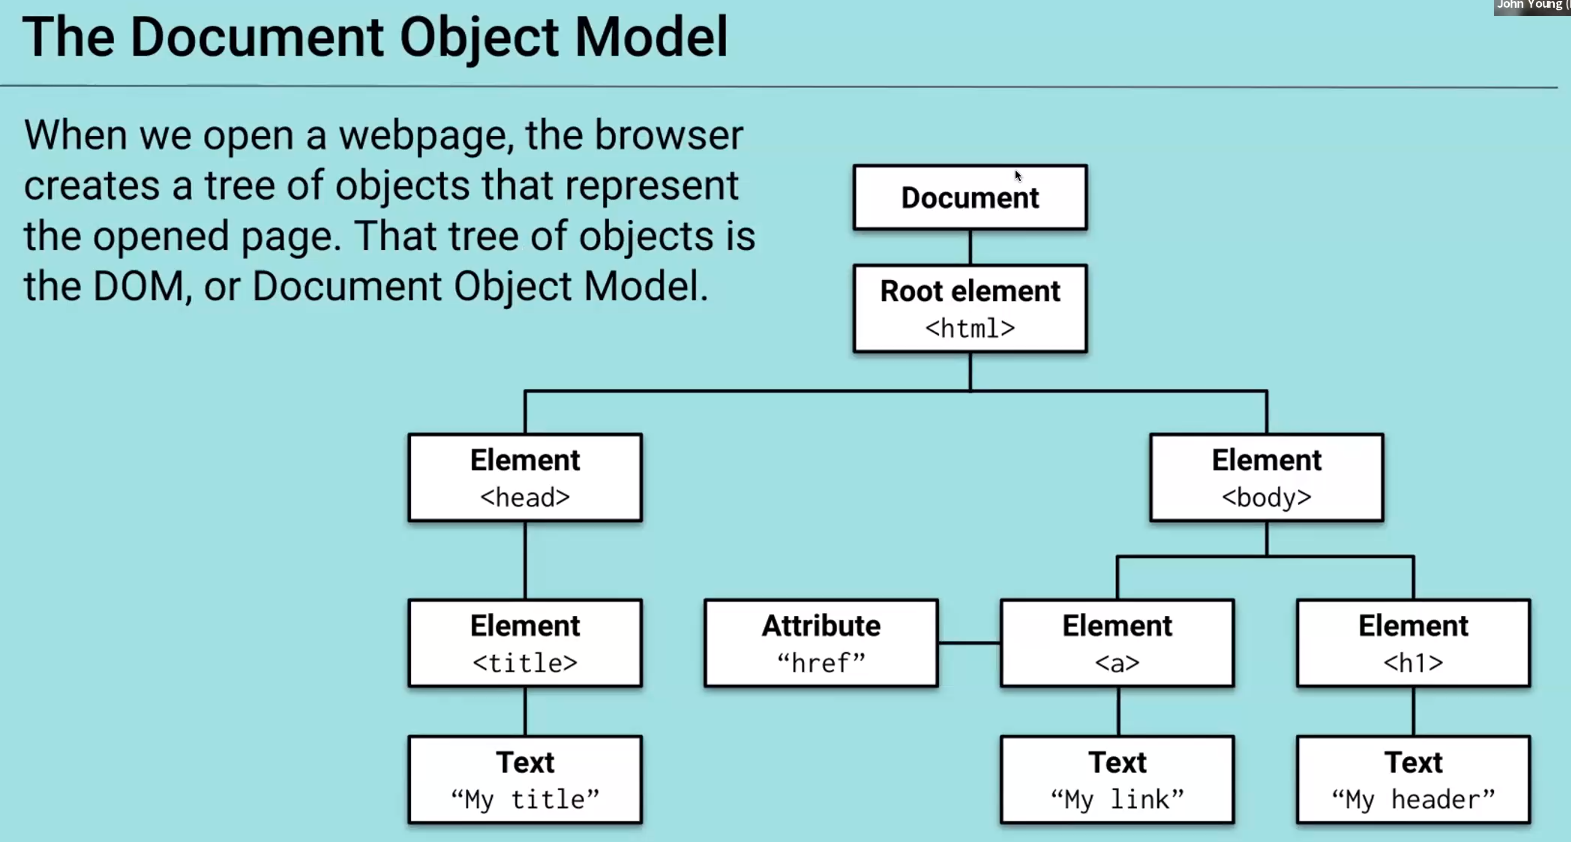 John Young (
The Document Object Model
When we open a webpage, the browser
creates a tree of objects that represent
the opened page. That tree of objects is
the DOM, or Document Object Model.
Document
Root element
<html>
Element
<head>
Element
<body>
Element
<title>
Attribute
“href”
Element
<a>
Element
<h1>
Text
“My title”
Text
“My link”
Text
“My header”